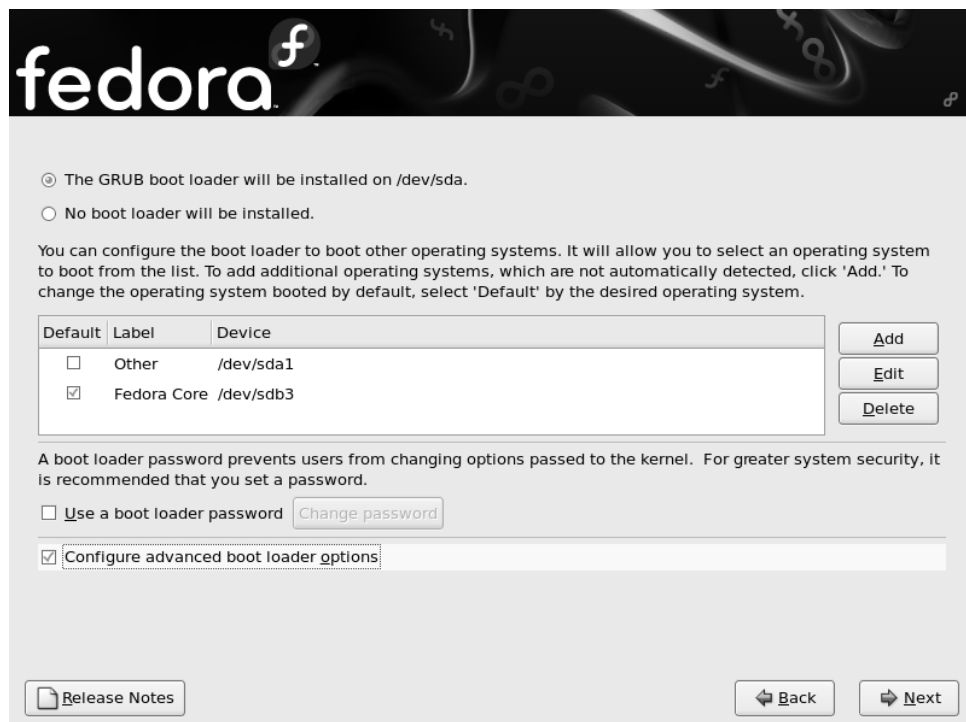 fedora
The GRUB boot loader will be installed on /dev/sda.
No boot loader will be installed.
You can configure the boot loader to boot other operating systems. It will allow you to select an operating system
to boot from the list. To add additional operating systems, which are not automatically detected, click 'Add.' To
change the operating system booted by default, select 'Default' by the desired operating system.
Default Label Device
Other /dev/sda1
Fedora Core /dev/sdb3
Add
Edit
Delete
A boot loader password prevents users from changing options passed to the kernel.  For greater system security, it
is recommended that you set a password.
Use a boot loader password Change password
Configure advanced boot loader options
Release Notes Back Next